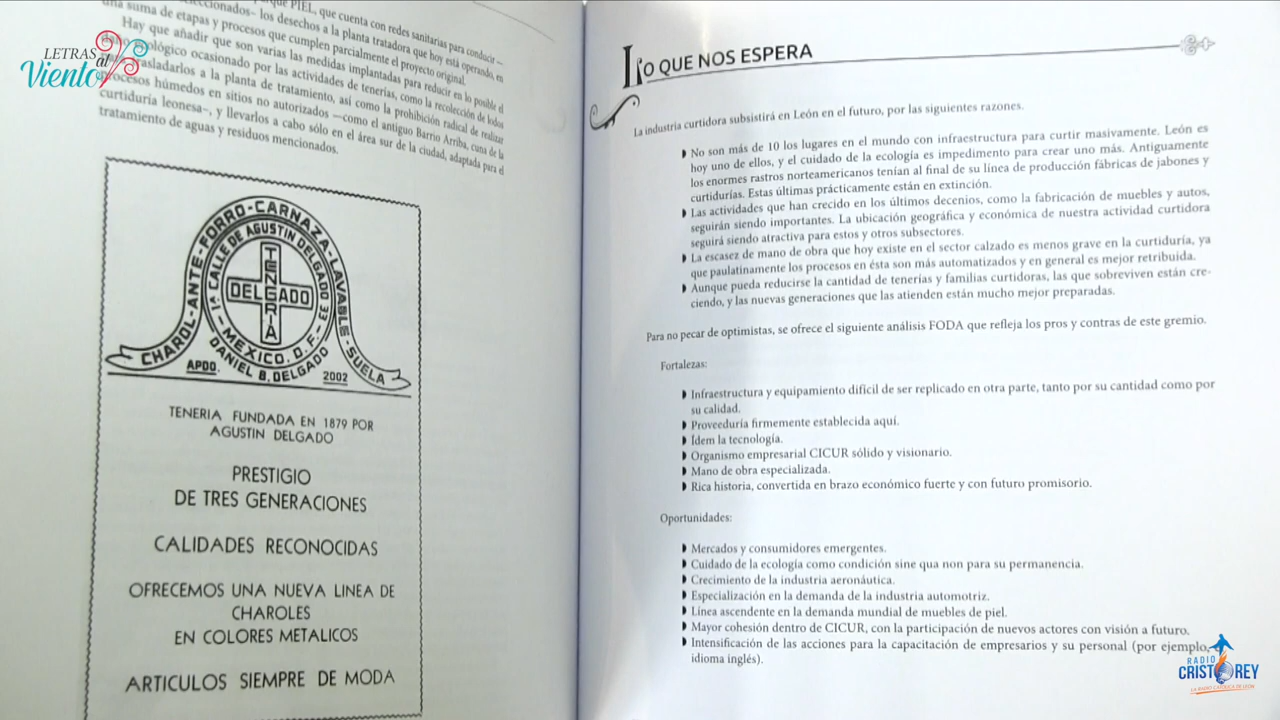 LETRAS
al
Viento
PIEL, que cuenta con redes sanitarias para conducir –
los desechos a la planta tratadora que hoy está operando, en
una suma de etapas y procesos que cumplen parcialmente el proyecto original.
Hay que añadir que son varias las medidas implantadas para reducir en lo posible el
ecológico ocasionado por las actividades de tenerías, como la recolección de lodos
trasladarlos a la planta de tratamiento, así como la prohibición radical de realizar
procesos húmedos en sitios no autorizados –como el antiguo Barrio Arriba, cuna de la
curtiduría leonesa–, y llevarlos a cabo sólo en el área sur de la ciudad, adaptada para el
tratamiento de aguas y residuos mencionados.
CHAROL-ANTE-FORRO-CARNAZA-LAVABLE-SUELA
1ª CALLE DE AGUSTIN DELGADO 33
TENERIA
DELGADO
MEXICO. D. F.
DANIEL B. DELGADO
APDO. 2002
TENERIA FUNDADA EN 1879 POR
AGUSTIN DELGADO
PRESTIGIO
DE TRES GENERACIONES
CALIDADES RECONOCIDAS
OFRECEMOS UNA NUEVA LINEA DE
CHAROLES
EN COLORES METALICOS
ARTICULOS SIEMPRE DE MODA
LO QUE NOS ESPERA
La industria curtidora subsistirá en León en el futuro, por las siguientes razones.
No son más de 10 los lugares en el mundo con infraestructura para curtir masivamente. León es
hoy uno de ellos, y el cuidado de la ecología es impedimento para crear uno más. Antiguamente
los enormes rastros norteamericanos tenían al final de su línea de producción fábricas de jabones y
curtidurías. Estas últimas prácticamente están en extinción.
Las actividades que han crecido en los últimos decenios, como la fabricación de muebles y autos,
seguirán siendo importantes. La ubicación geográfica y económica de nuestra actividad curtidora
seguirá siendo atractiva para estos y otros subsectores.
La escasez de mano de obra que hoy existe en el sector calzado es menos grave en la curtiduría, ya
que paulatinamente los procesos en ésta son más automatizados y en general es mejor retribuida.
Aunque pueda reducirse la cantidad de tenerías y familias curtidoras, las que sobreviven están cre-
ciendo, y las nuevas generaciones que las atienden están mucho mejor preparadas.
Para no pecar de optimistas, se ofrece el siguiente análisis FODA que refleja los pros y contras de este gremio.
Fortalezas:
Infraestructura y equipamiento difícil de ser replicado en otra parte, tanto por su cantidad como por
su calidad.
Proveeduría firmemente establecida aquí.
Ídem la tecnología.
Organismo empresarial CICUR sólido y visionario.
Mano de obra especializada.
Rica historia, convertida en brazo económico fuerte y con futuro promisorio.
Oportunidades:
Mercados y consumidores emergentes.
Cuidado de la ecología como condición sine qua non para su permanencia.
Crecimiento de la industria aeronáutica.
Especialización en la demanda de la industria automotriz.
Línea ascendente en la demanda mundial de muebles de piel.
Mayor cohesión dentro de CICUR, con la participación de nuevos actores con visión a futuro.
Intensificación de las acciones para la capacitación de empresarios y su personal (por ejemplo,
idioma inglés).
RADIO
CRISTO REY
LA RADIO CATÓLICA DE LEÓN